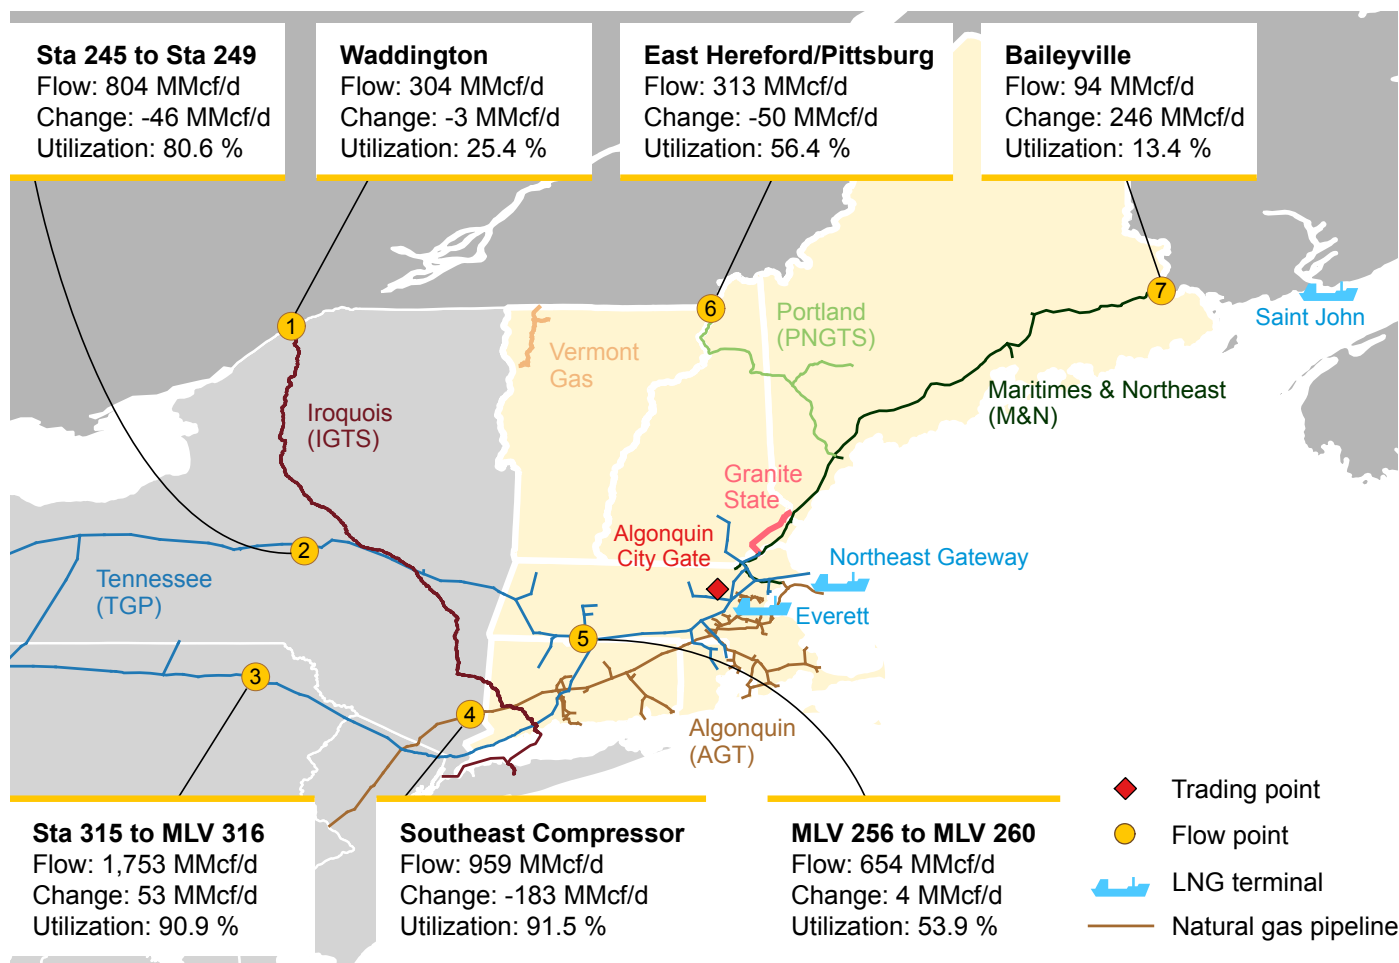 Sta 245 to Sta 249
Flow: 804 MMcf/d
Change: -46 MMcf/d
Utilization: 80.6 %
Waddington
Flow: 304 MMcf/d
Change: -3 MMcf/d
Utilization: 25.4 %
East Hereford/Pittsburg
Flow: 313 MMcf/d
Change: -50 MMcf/d
Utilization: 56.4 %
Baileyville
Flow: 94 MMcf/d
Change: 246 MMcf/d
Utilization: 13.4 %
7
6
1
Saint John
Portland
(PNGTS)
Vermont
Gas
Maritimes & Northeast
(M&N)
Iroquois
(IGTS)
Granite
State
Algonquin
City Gate
2
Northeast Gateway
Tennessee
(TGP)
Everett
5
3
4
Algonquin
(AGT)
Sta 315 to MLV 316
Flow: 1,753 MMcf/d
Change: 53 MMcf/d
Utilization: 90.9 %
Southeast Compressor
Flow: 959 MMcf/d
Change: -183 MMcf/d
Utilization: 91.5 %
MLV 256 to MLV 260
Flow: 654 MMcf/d
Change: 4 MMcf/d
Utilization: 53.9 %
Trading point
Flow point
LNG terminal
Natural gas pipeline